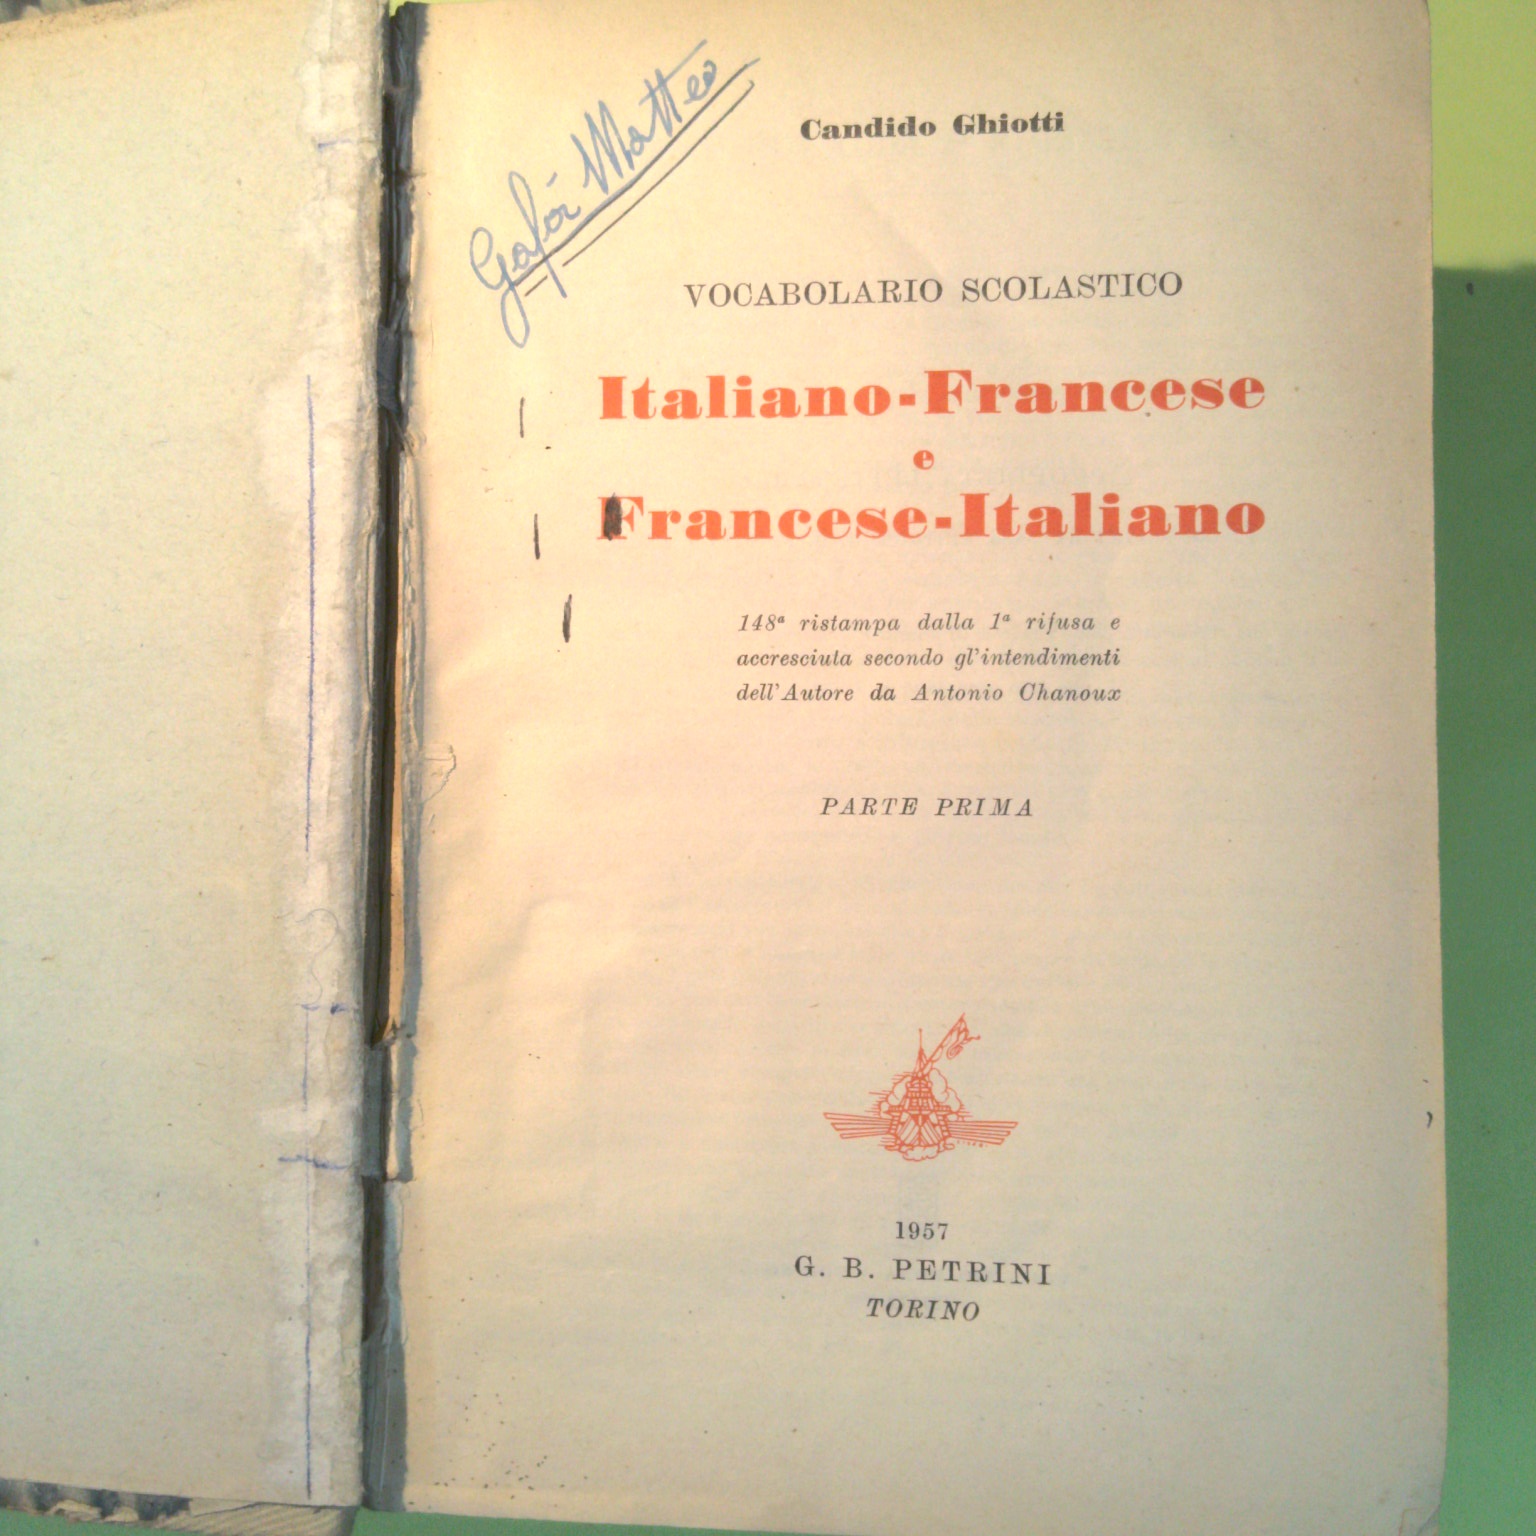 Gafór Matteo
Candido Ghiotti
VOCABOLARIO SCOLASTICO
Italiano-Francese
e
Francese-Italiano
148ª ristampa dalla 1ª rifusa e
accresciuta secondo gl'intendimenti
dell'Autore da Antonio Chanoux
PARTE PRIMA
1957
G. B. PETRINI
TORINO